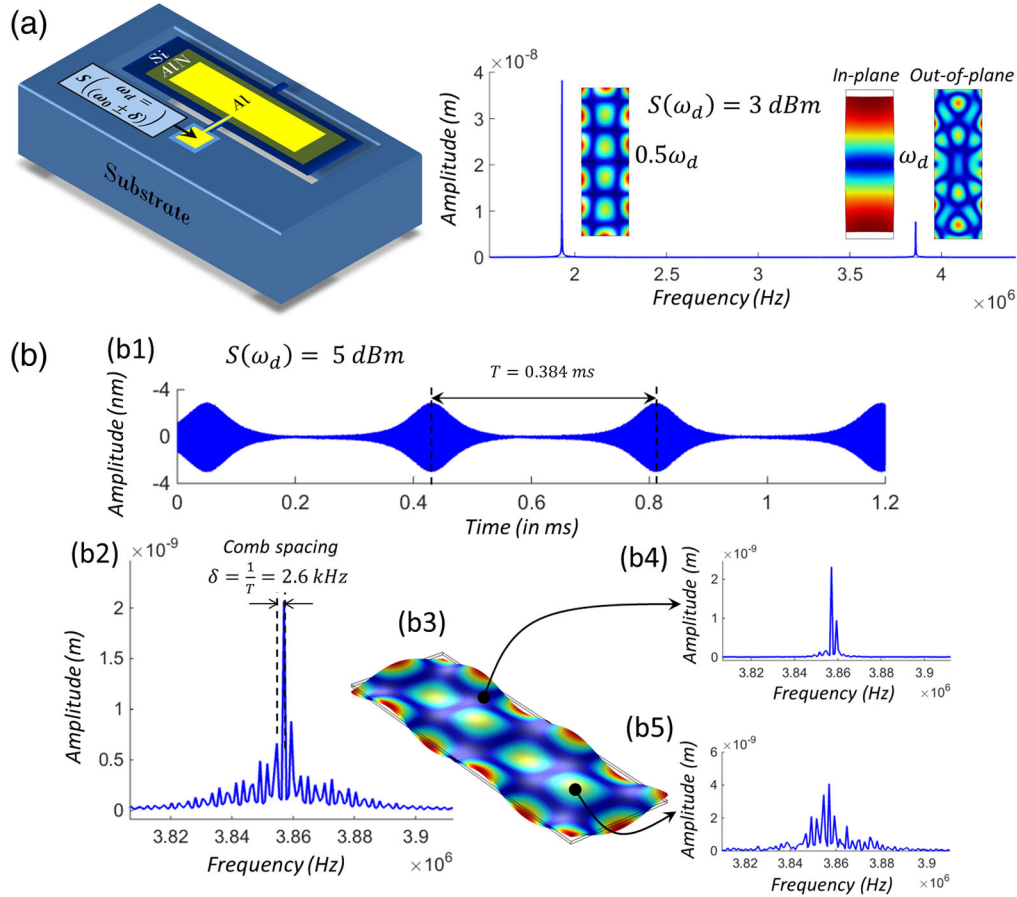 (a)
Si
AlN
Al
S(ω_d =
(ω_0 ± δ))
Substrate
×10^-8
4
3
2
1
0
Amplitude (m)
S(ω_d) = 3 dBm
0.5ω_d
In-plane Out-of-plane
ω_d
2 2.5 3 3.5 4
Frequency (Hz)
×10^6
(b)
(b1)
S(ω_d) = 5 dBm
T = 0.384 ms
Amplitude (nm)
-4
0
-4
0 0.2 0.4 0.6 0.8 1 1.2
Time (in ms)
(b2)
×10^-9
Comb spacing
δ = 1/T = 2.6 kHz
Amplitude (m)
2
1.5
1
0.5
0
3.82 3.84 3.86 3.88 3.9
Frequency (Hz)
×10^6
(b3)
(b4)
×10^-9
Amplitude (m)
2
1
0
3.82 3.84 3.86 3.88 3.9
Frequency (Hz)
×10^6
(b5)
×10^-9
Amplitude (m)
6
4
2
0
3.82 3.84 3.86 3.88 3.9
Frequency (Hz)
×10^6